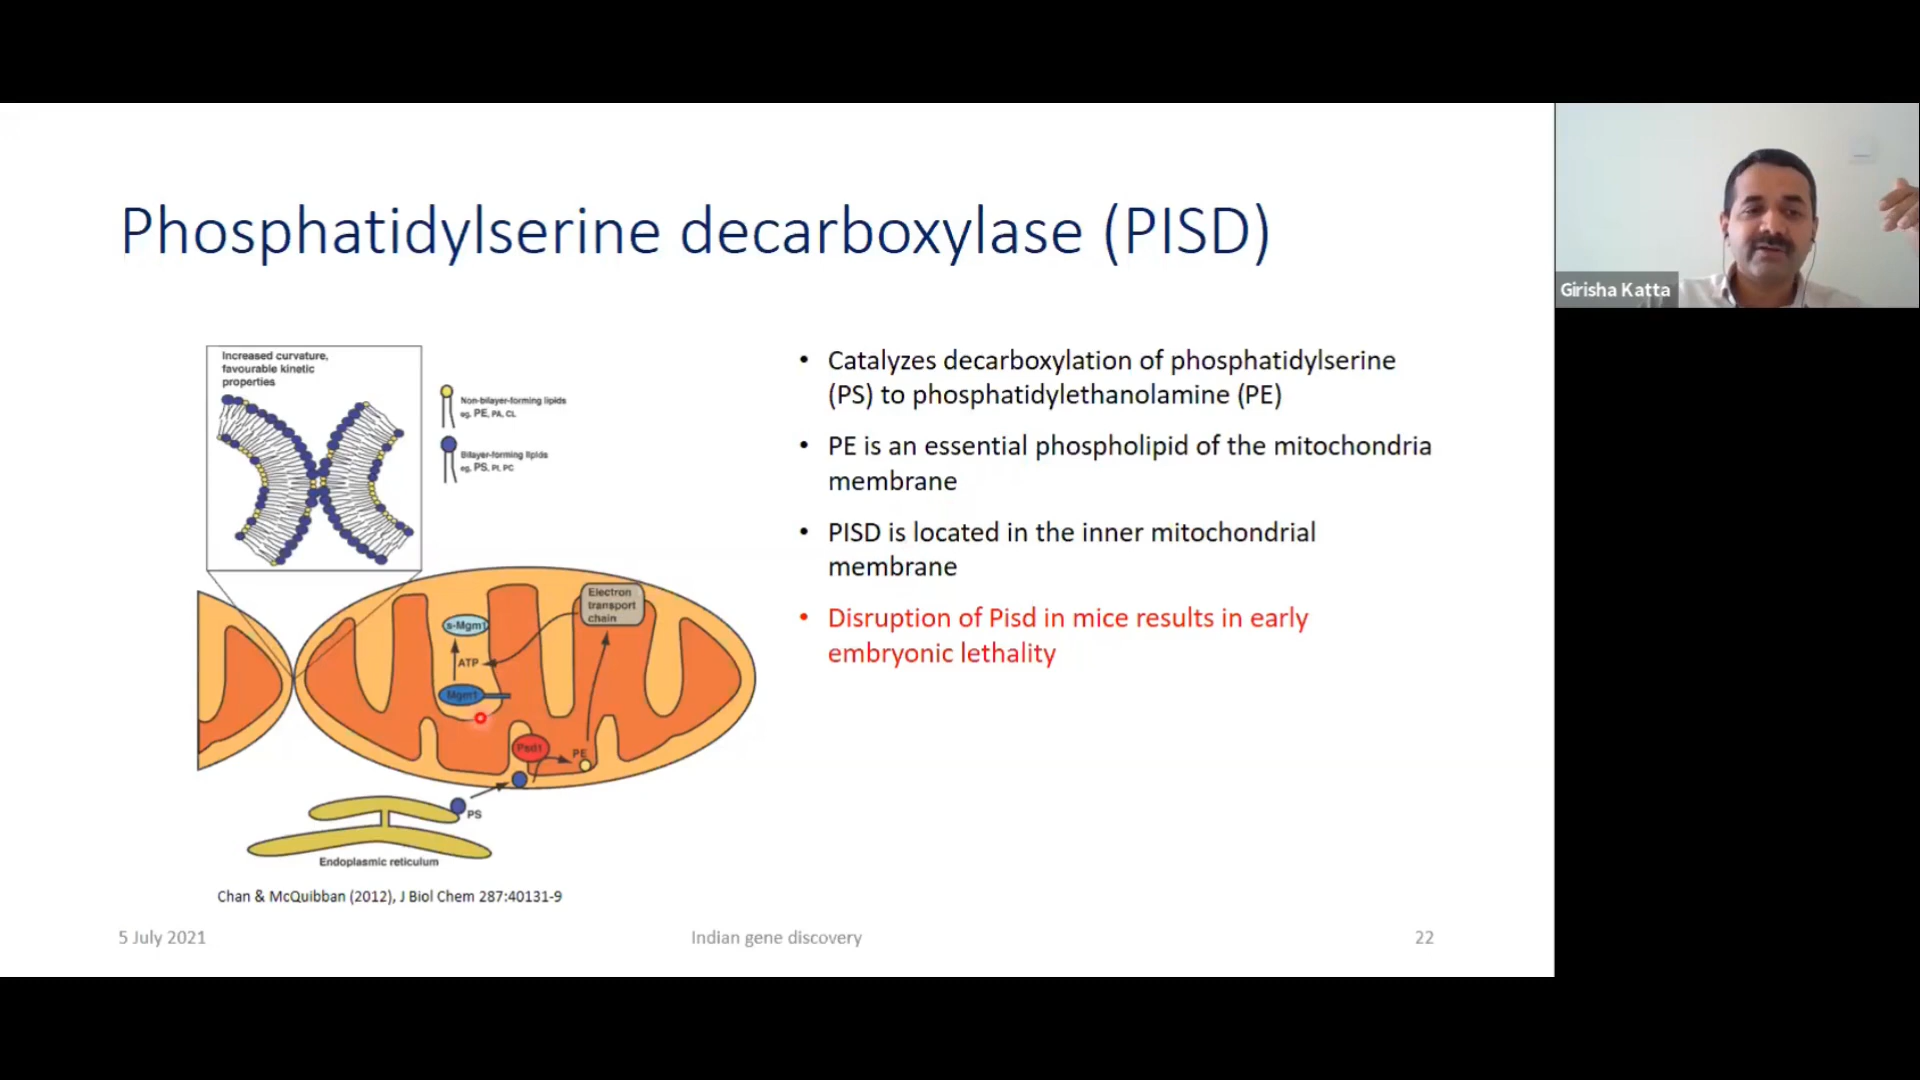 Phosphatidylserine decarboxylase (PISD)
Girisha Katta
Increased curvature,
favourable kinetic
properties
Non-bilayer-forming lipids
eg. PE, PA, CL
Bilayer-forming lipids
eg. PS, PI, PC
Electron
transport
chain
s-Mgm1
ATP
Mgm1
Psd1
PE
PS
Endoplasmic reticulum
Chan & McQuibban (2012), J Biol Chem 287:40131-9
• Catalyzes decarboxylation of phosphatidylserine
(PS) to phosphatidylethanolamine (PE)
• PE is an essential phospholipid of the mitochondria
membrane
• PISD is located in the inner mitochondrial
membrane
• Disruption of Pisd in mice results in early
embryonic lethality
5 July 2021
Indian gene discovery
22